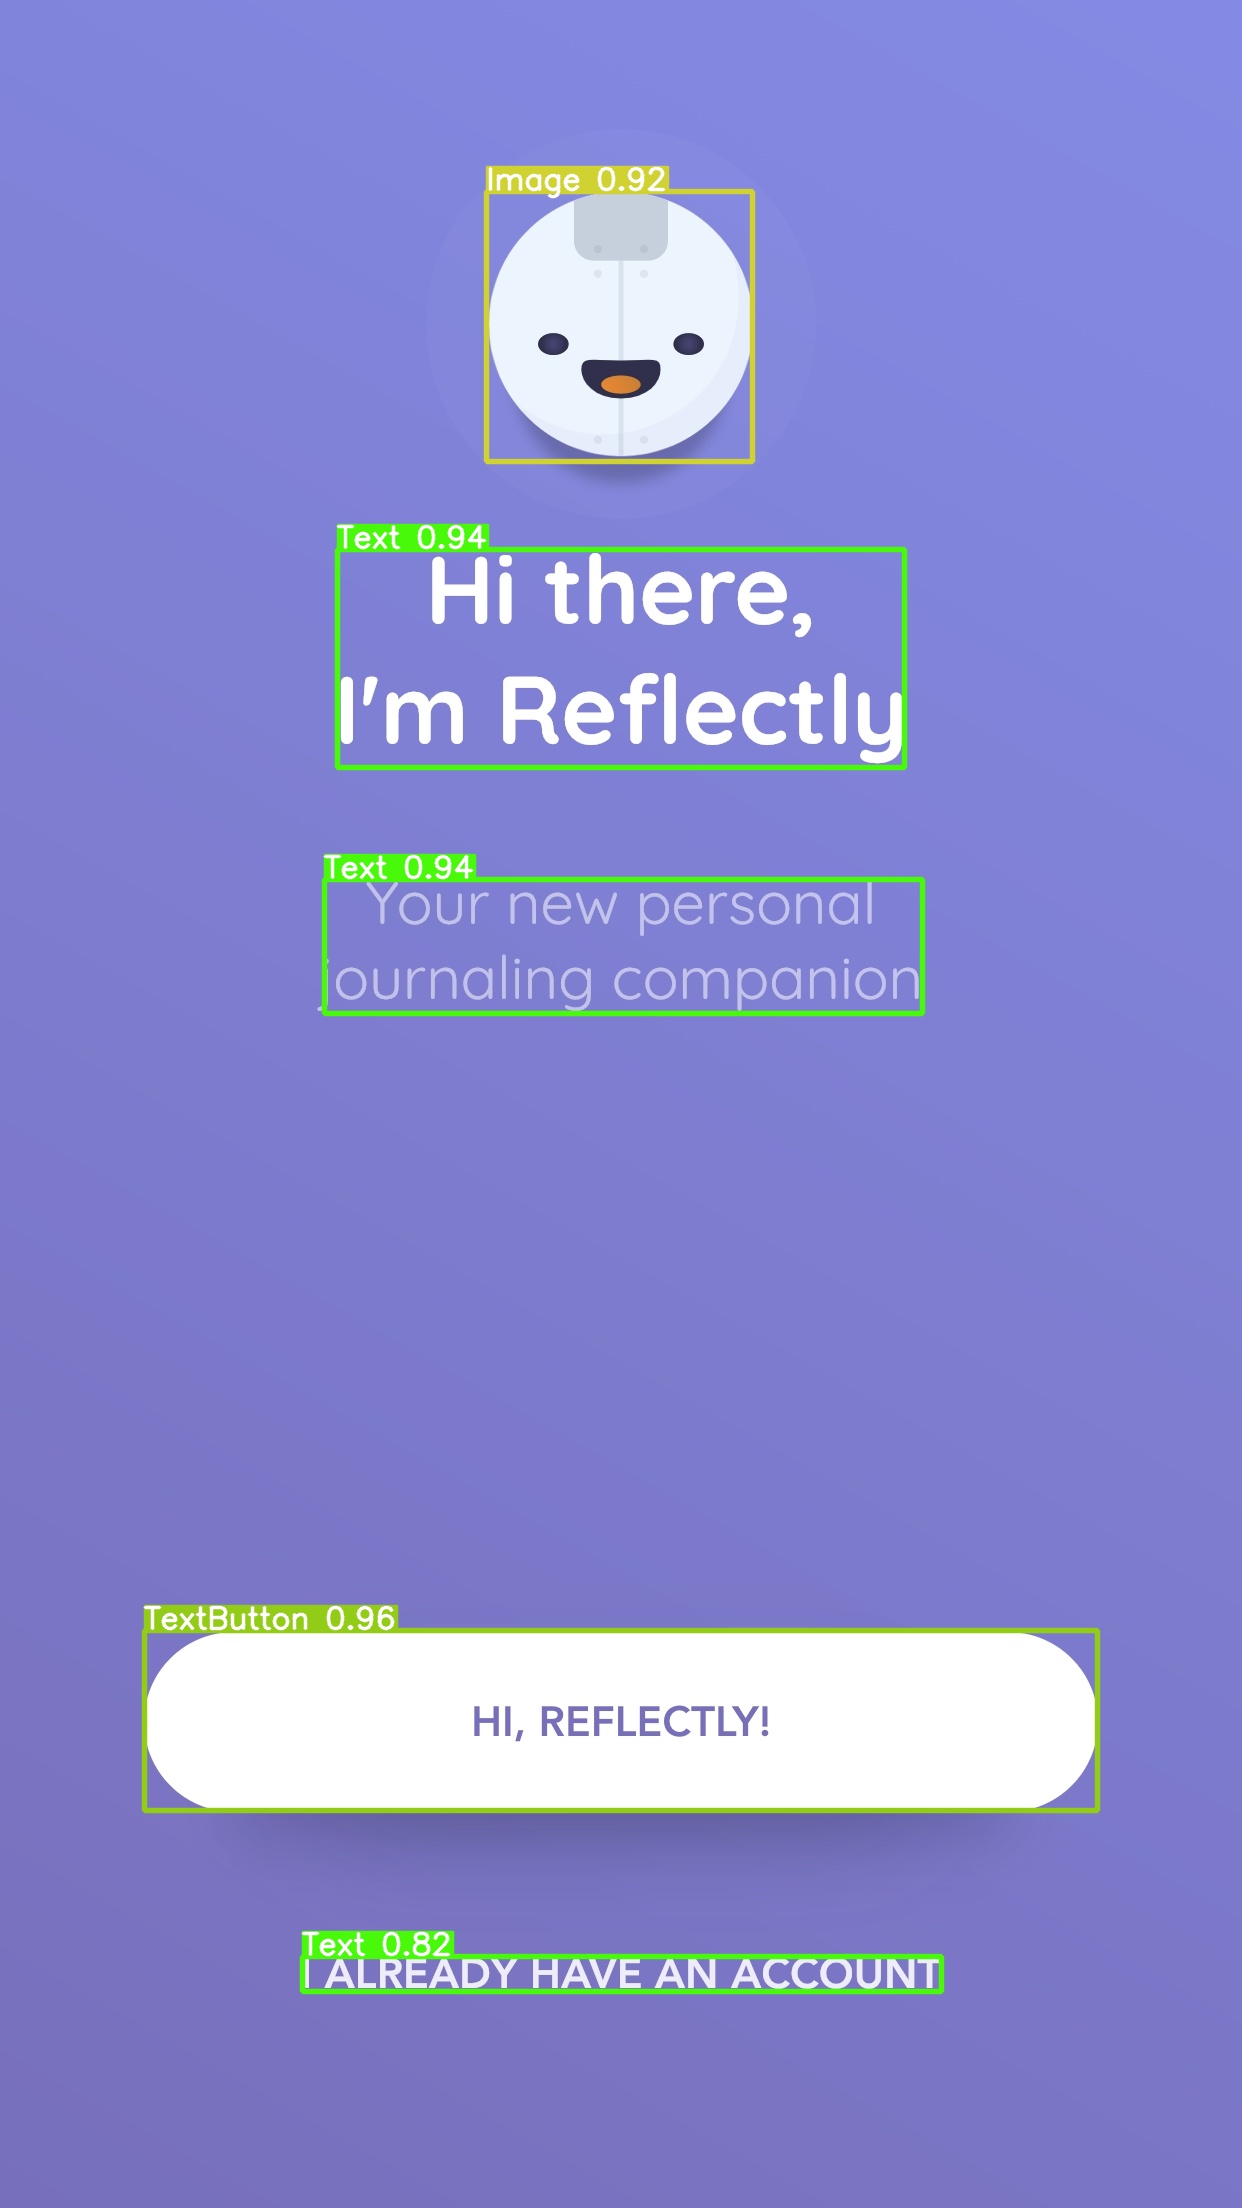 Image 0.92
Text 0.94
Hi there,
I'm Reflectly
Text 0.94
Your new personal
journaling companion
TextButton 0.96
HI, REFLECTLY!
Text 0.82
I ALREADY HAVE AN ACCOUNT